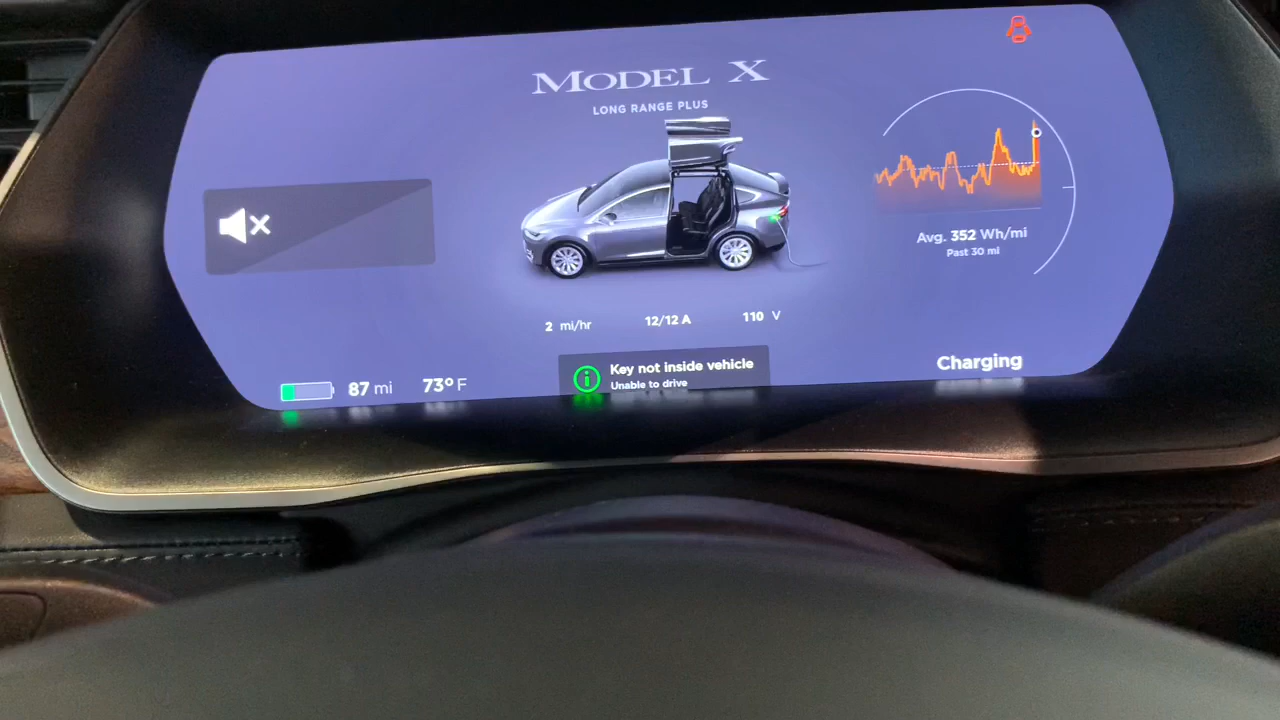 MODEL X
LONG RANGE PLUS
Avg. 352 Wh/mi
Past 30 mi
2 mi/hr
12/12 A
110 V
Key not inside vehicle
Unable to drive
Charging
87 mi
73° F